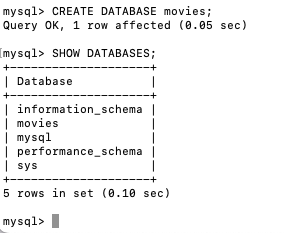 mysql> CREATE DATABASE movies;
Query OK, 1 row affected (0.05 sec)
mysql> SHOW DATABASES;
+--------------------+
| Database           |
+--------------------+
| information_schema |
| movies             |
| mysql              |
| performance_schema |
| sys                |
+--------------------+
5 rows in set (0.10 sec)
mysql>